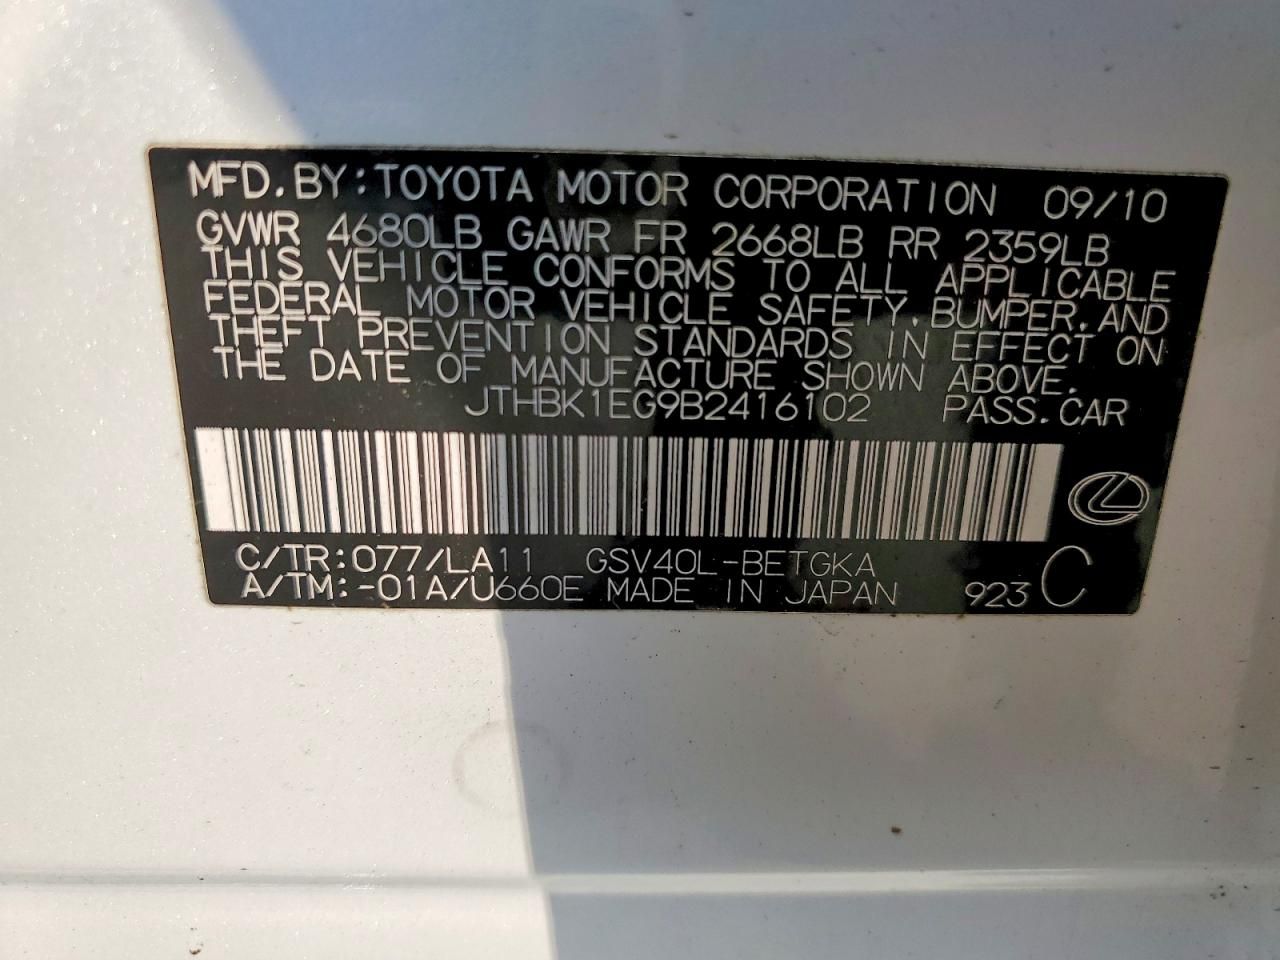 MFD. BY: TOYOTA MOTOR CORPORATION 09/10
GVWR 4680LB GAWR FR 2668LB RR 2359LB
THIS VEHICLE CONFORMS TO ALL APPLICABLE
FEDERAL MOTOR VEHICLE SAFETY, BUMPER, AND
THEFT PREVENTION STANDARDS IN EFFECT ON
THE DATE OF MANUFACTURE SHOWN ABOVE.
JTHBK1EG9B2416102 PASS. CAR
C/TR: 077/LA11 GSV40L-BETGKA
A/TM: -01A/U660E MADE IN JAPAN 923 C